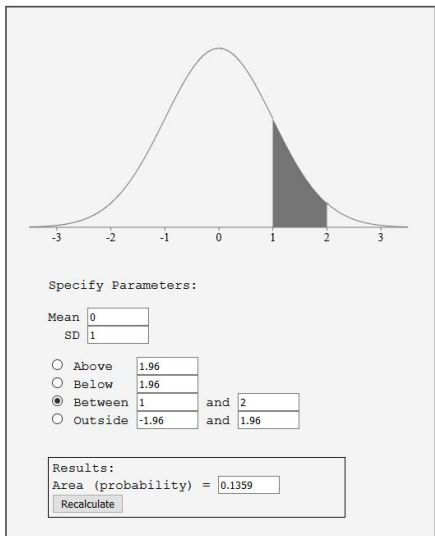 -3 -2 -1 0 1 2 3
Specify Parameters:
Mean 0
SD 1
Above 1.96
Below 1.96
Between 1 and 2
Outside -1.96 and 1.96
Results:
Area (probability) = 0.1359
Recalculate